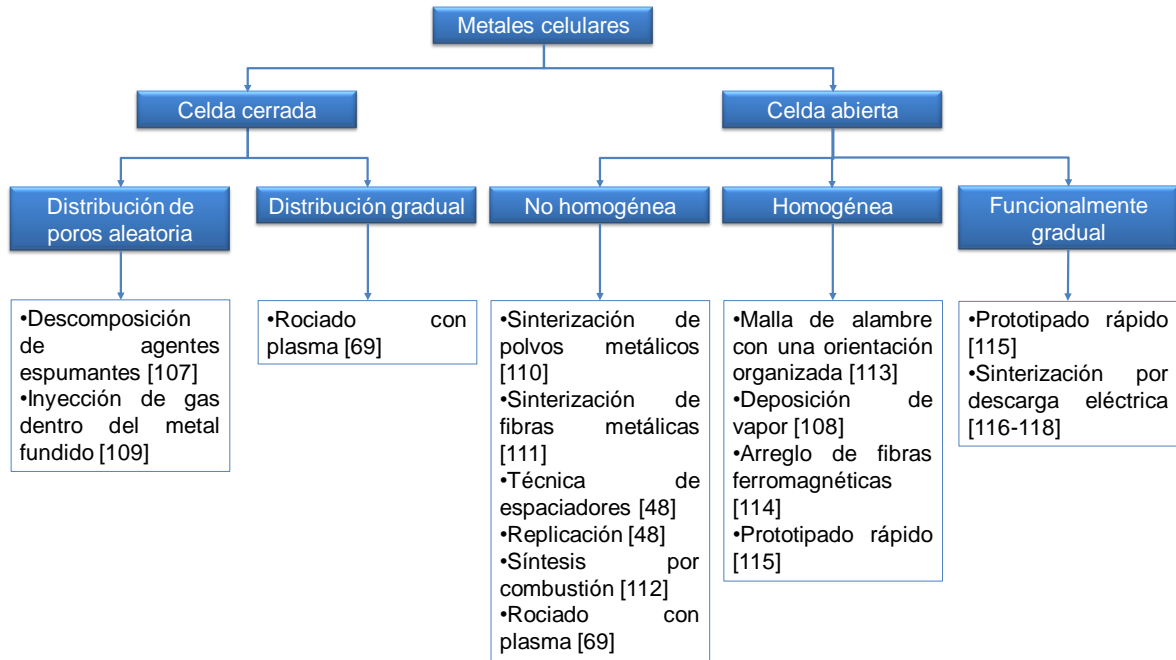 Metales celulares
Celda cerrada
Celda abierta
Distribución de
poros aleatoria
Distribución gradual
No homogénea
Homogénea
Funcionalmente
gradual
•Descomposición
de agentes
espumantes [107]
•Inyección de gas
dentro del metal
fundido [109]
•Rociado con
plasma [69]
•Sinterización de
polvos metálicos
[110]
•Sinterización de
fibras metálicas
[111]
•Técnica de
espaciadores [48]
•Replicación [48]
•Síntesis por
combustión [112]
•Rociado con
plasma [69]
•Malla de alambre
con una orientación
organizada [113]
•Deposición de
vapor [108]
•Arreglo de fibras
ferromagnéticas
[114]
•Prototipado rápido
[115]
•Prototipado rápido
[115]
•Sinterización por
descarga eléctrica
[116-118]